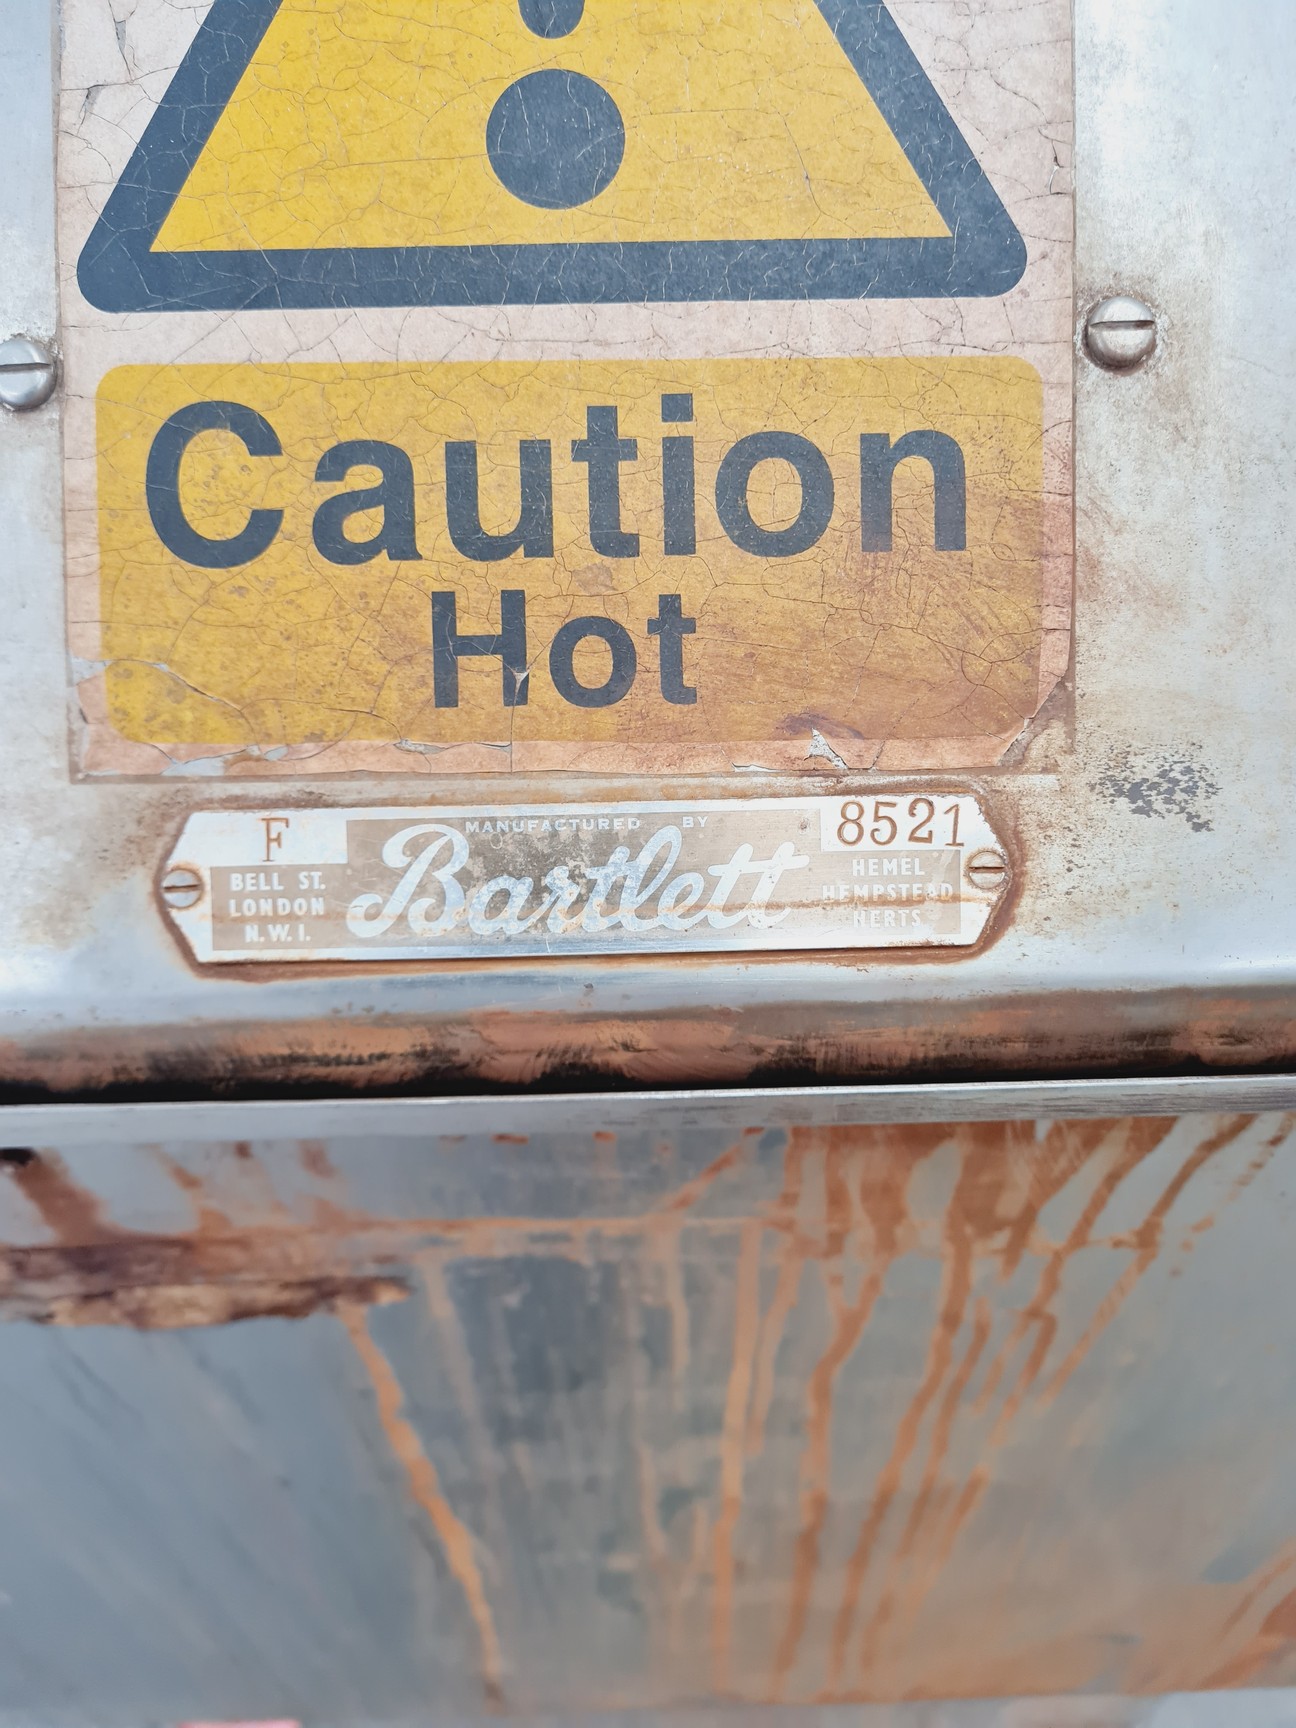 Caution
Hot
F
BELL ST.
LONDON
N.W.1.
MANUFACTURED BY
Bartlett
8521
HEMEL
HEMPSTEAD
HERTS